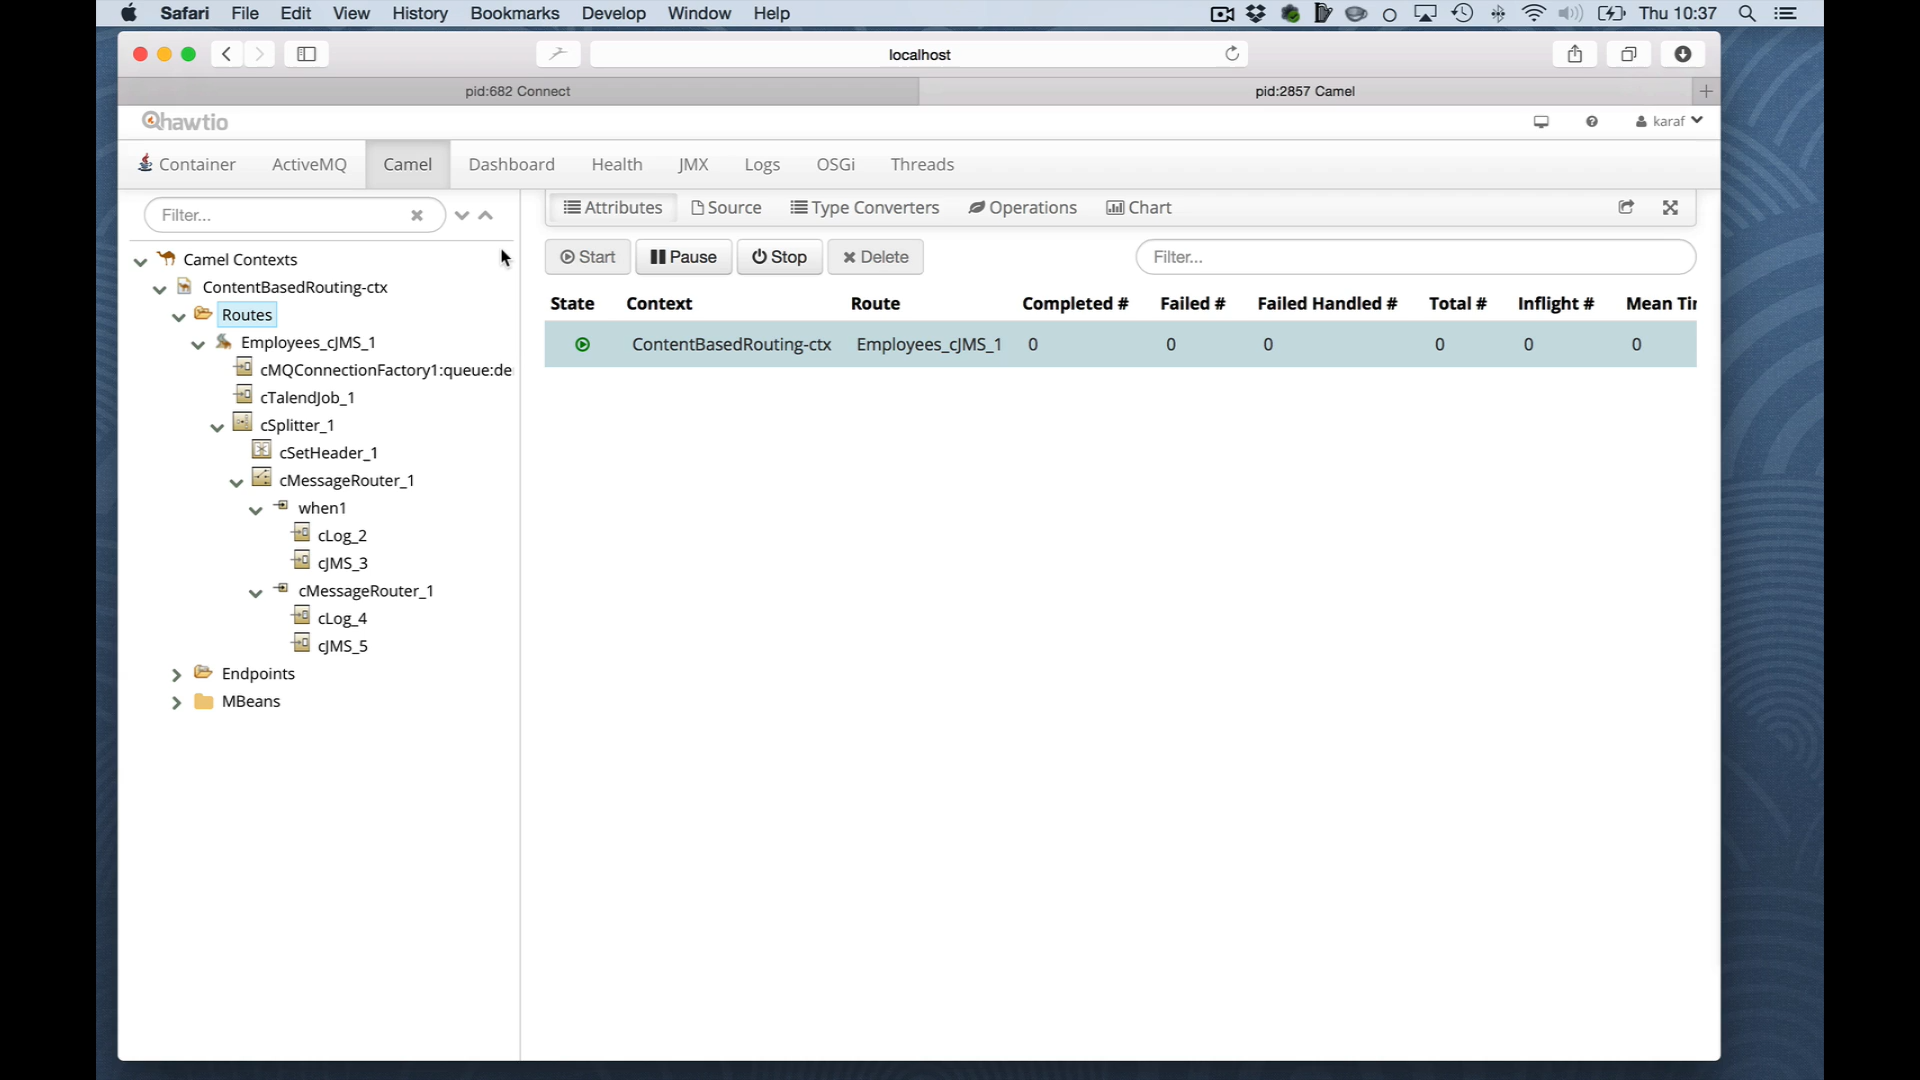 Safari File Edit View History Bookmarks Develop Window Help Thu 10:37
localhost
pid:682 Connect pid:2857 Camel
hawtio karaf
Container ActiveMQ Camel Dashboard Health JMX Logs OSGi Threads
Filter... Attributes Source Type Converters Operations Chart
Start Pause Stop Delete Filter...
Camel Contexts
ContentBasedRouting-ctx
Routes
Employees_cJMS_1
cMQConnectionFactory1:queue:de
cTalendJob_1
cSplitter_1
cSetHeader_1
cMessageRouter_1
when1
cLog_2
cJMS_3
cMessageRouter_1
cLog_4
cJMS_5
Endpoints
MBeans
State Context Route Completed # Failed # Failed Handled # Total # Inflight # Mean Tir
ContentBasedRouting-ctx Employees_cJMS_1 0 0 0 0 0 0